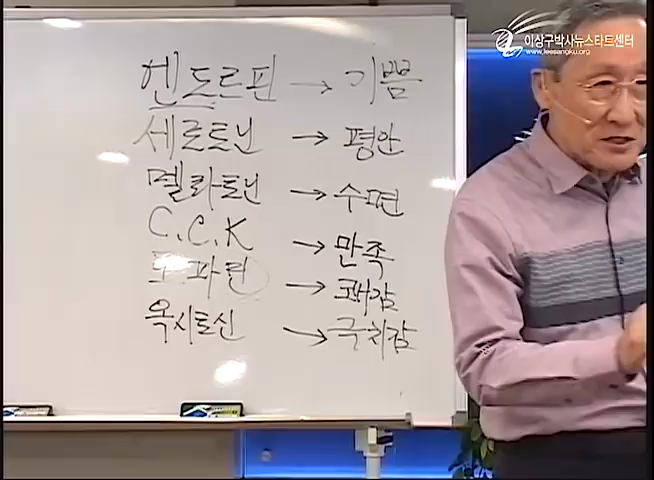 이상구박사뉴스타트센터
www.leesangku.org
엔도르핀 → 기쁨
세로토닌 → 평안
멜라토닌 → 수면
C.C.K → 만족
도파민 → 쾌감
옥시토신 → 극치감